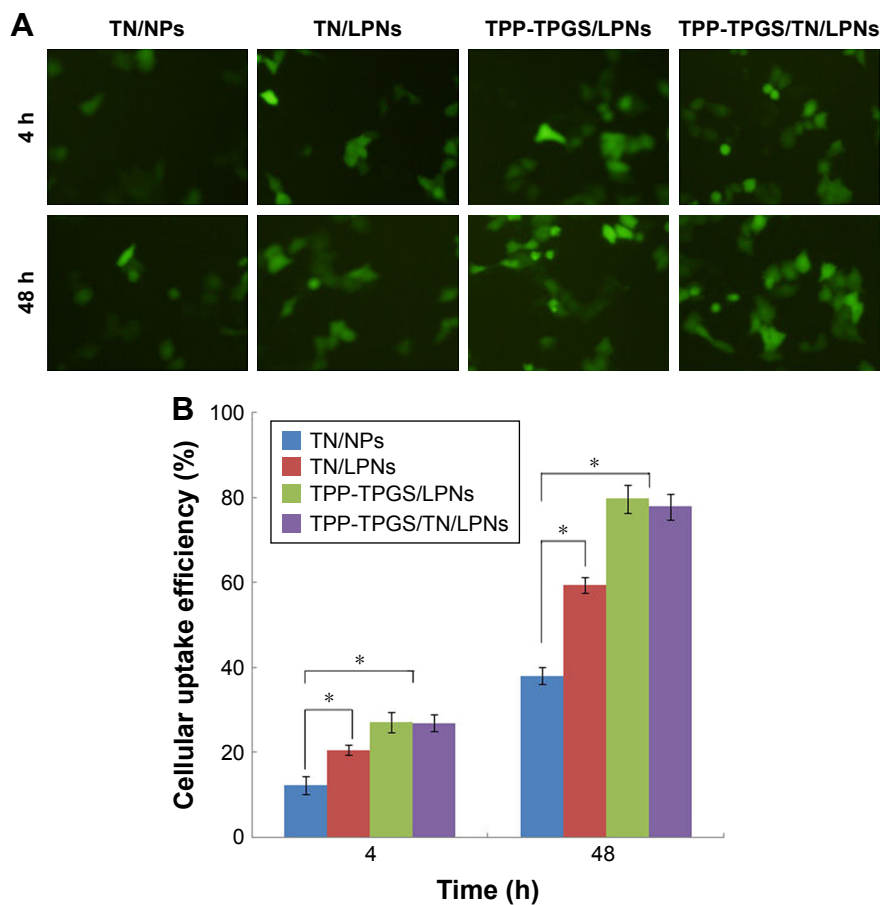 A
TN/NPs TN/LPNs TPP-TPGS/LPNs TPP-TPGS/TN/LPNs
4 h
48 h
B
Cellular uptake efficiency (%)
100
80
60
40
20
0
TN/NPs
TN/LPNs
TPP-TPGS/LPNs
TPP-TPGS/TN/LPNs
*
*
*
*
4 48
Time (h)